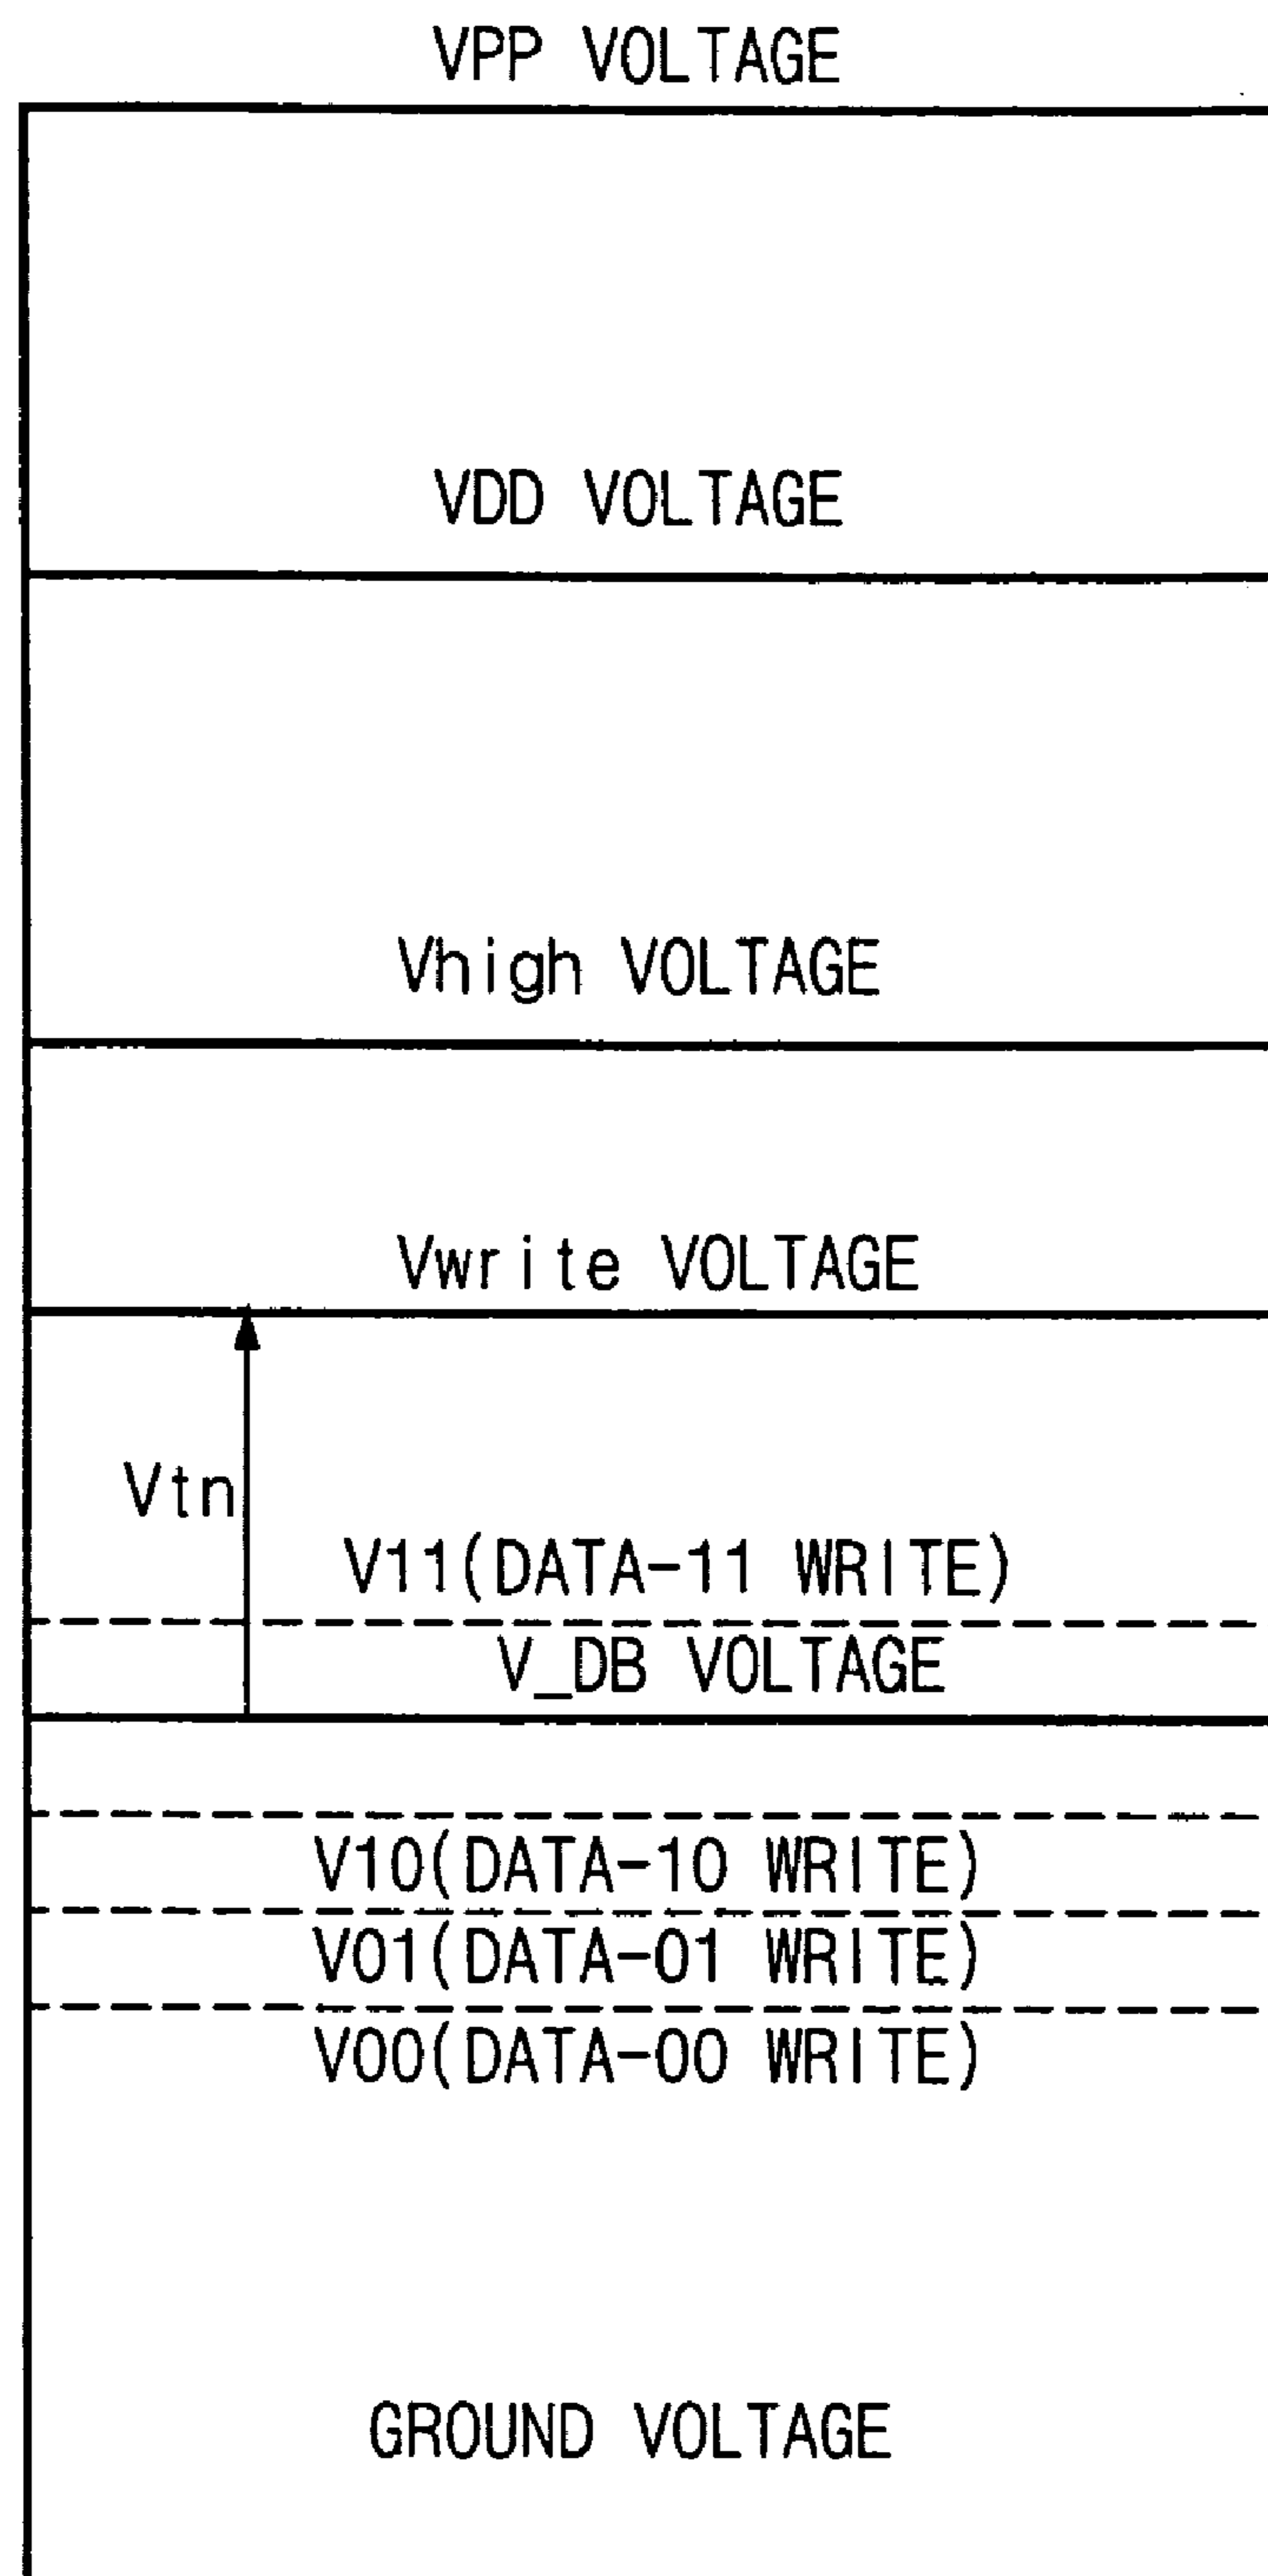 VPP VOLTAGE
VDD VOLTAGE
Vhigh VOLTAGE
Vwrite VOLTAGE
Vtn
V11(DATA-11 WRITE)
V_DB VOLTAGE
V10(DATA-10 WRITE)
V01(DATA-01 WRITE)
V00(DATA-00 WRITE)
GROUND VOLTAGE